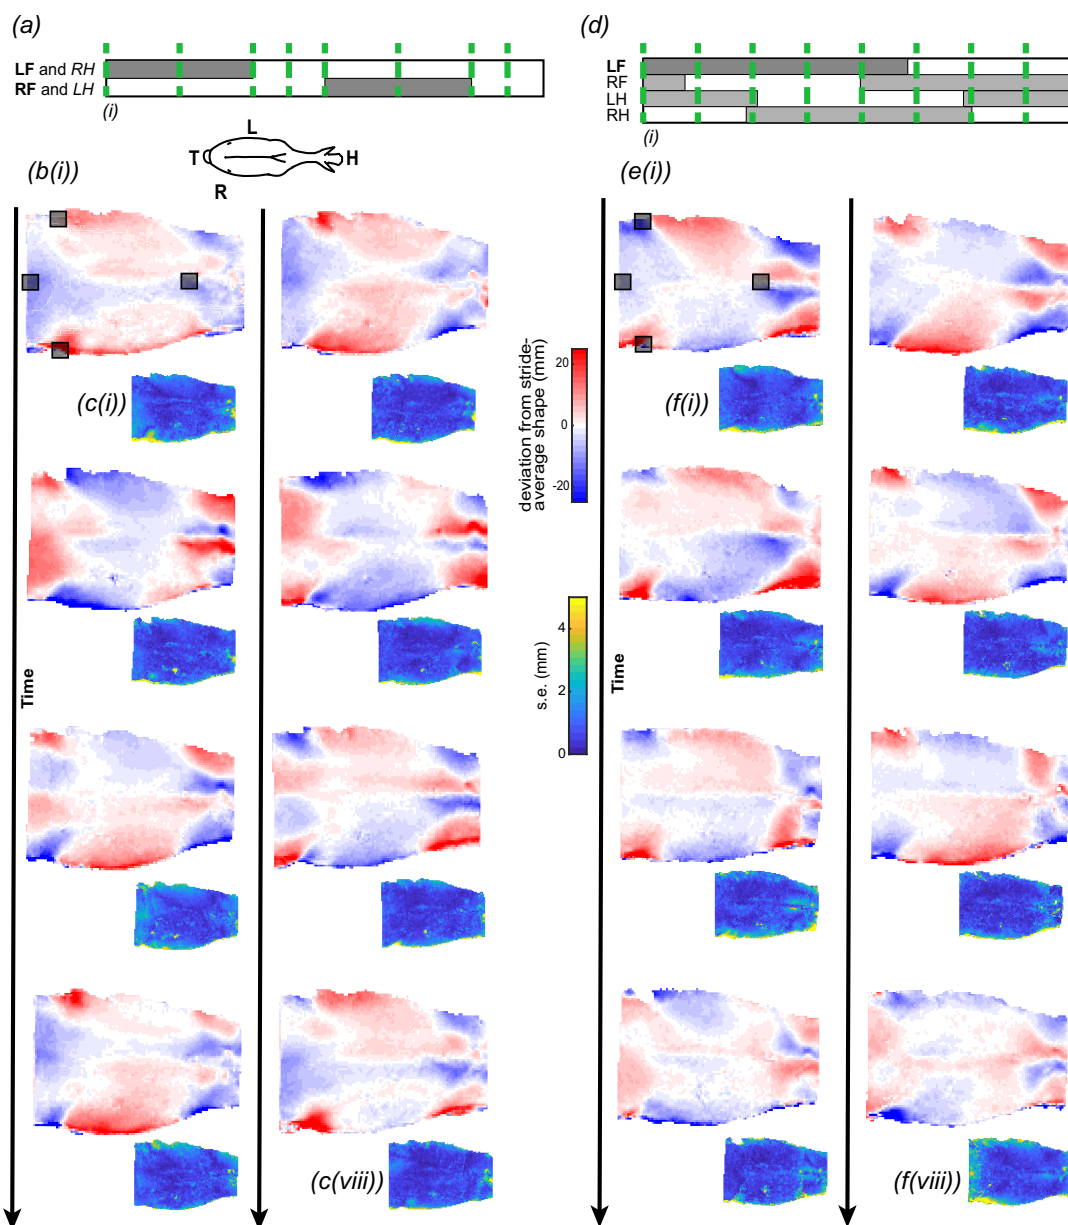 (a)
LF and RH
RF and LH
(i)
(d)
LF
RF
LH
RH
(i)
L
T
H
R
(b(i))
(e(i))
(c(i))
(f(i))
deviation from stride-
average shape (mm)
20
0
-20
s.e. (mm)
4
2
0
Time
Time
(c(viii))
(f(viii))